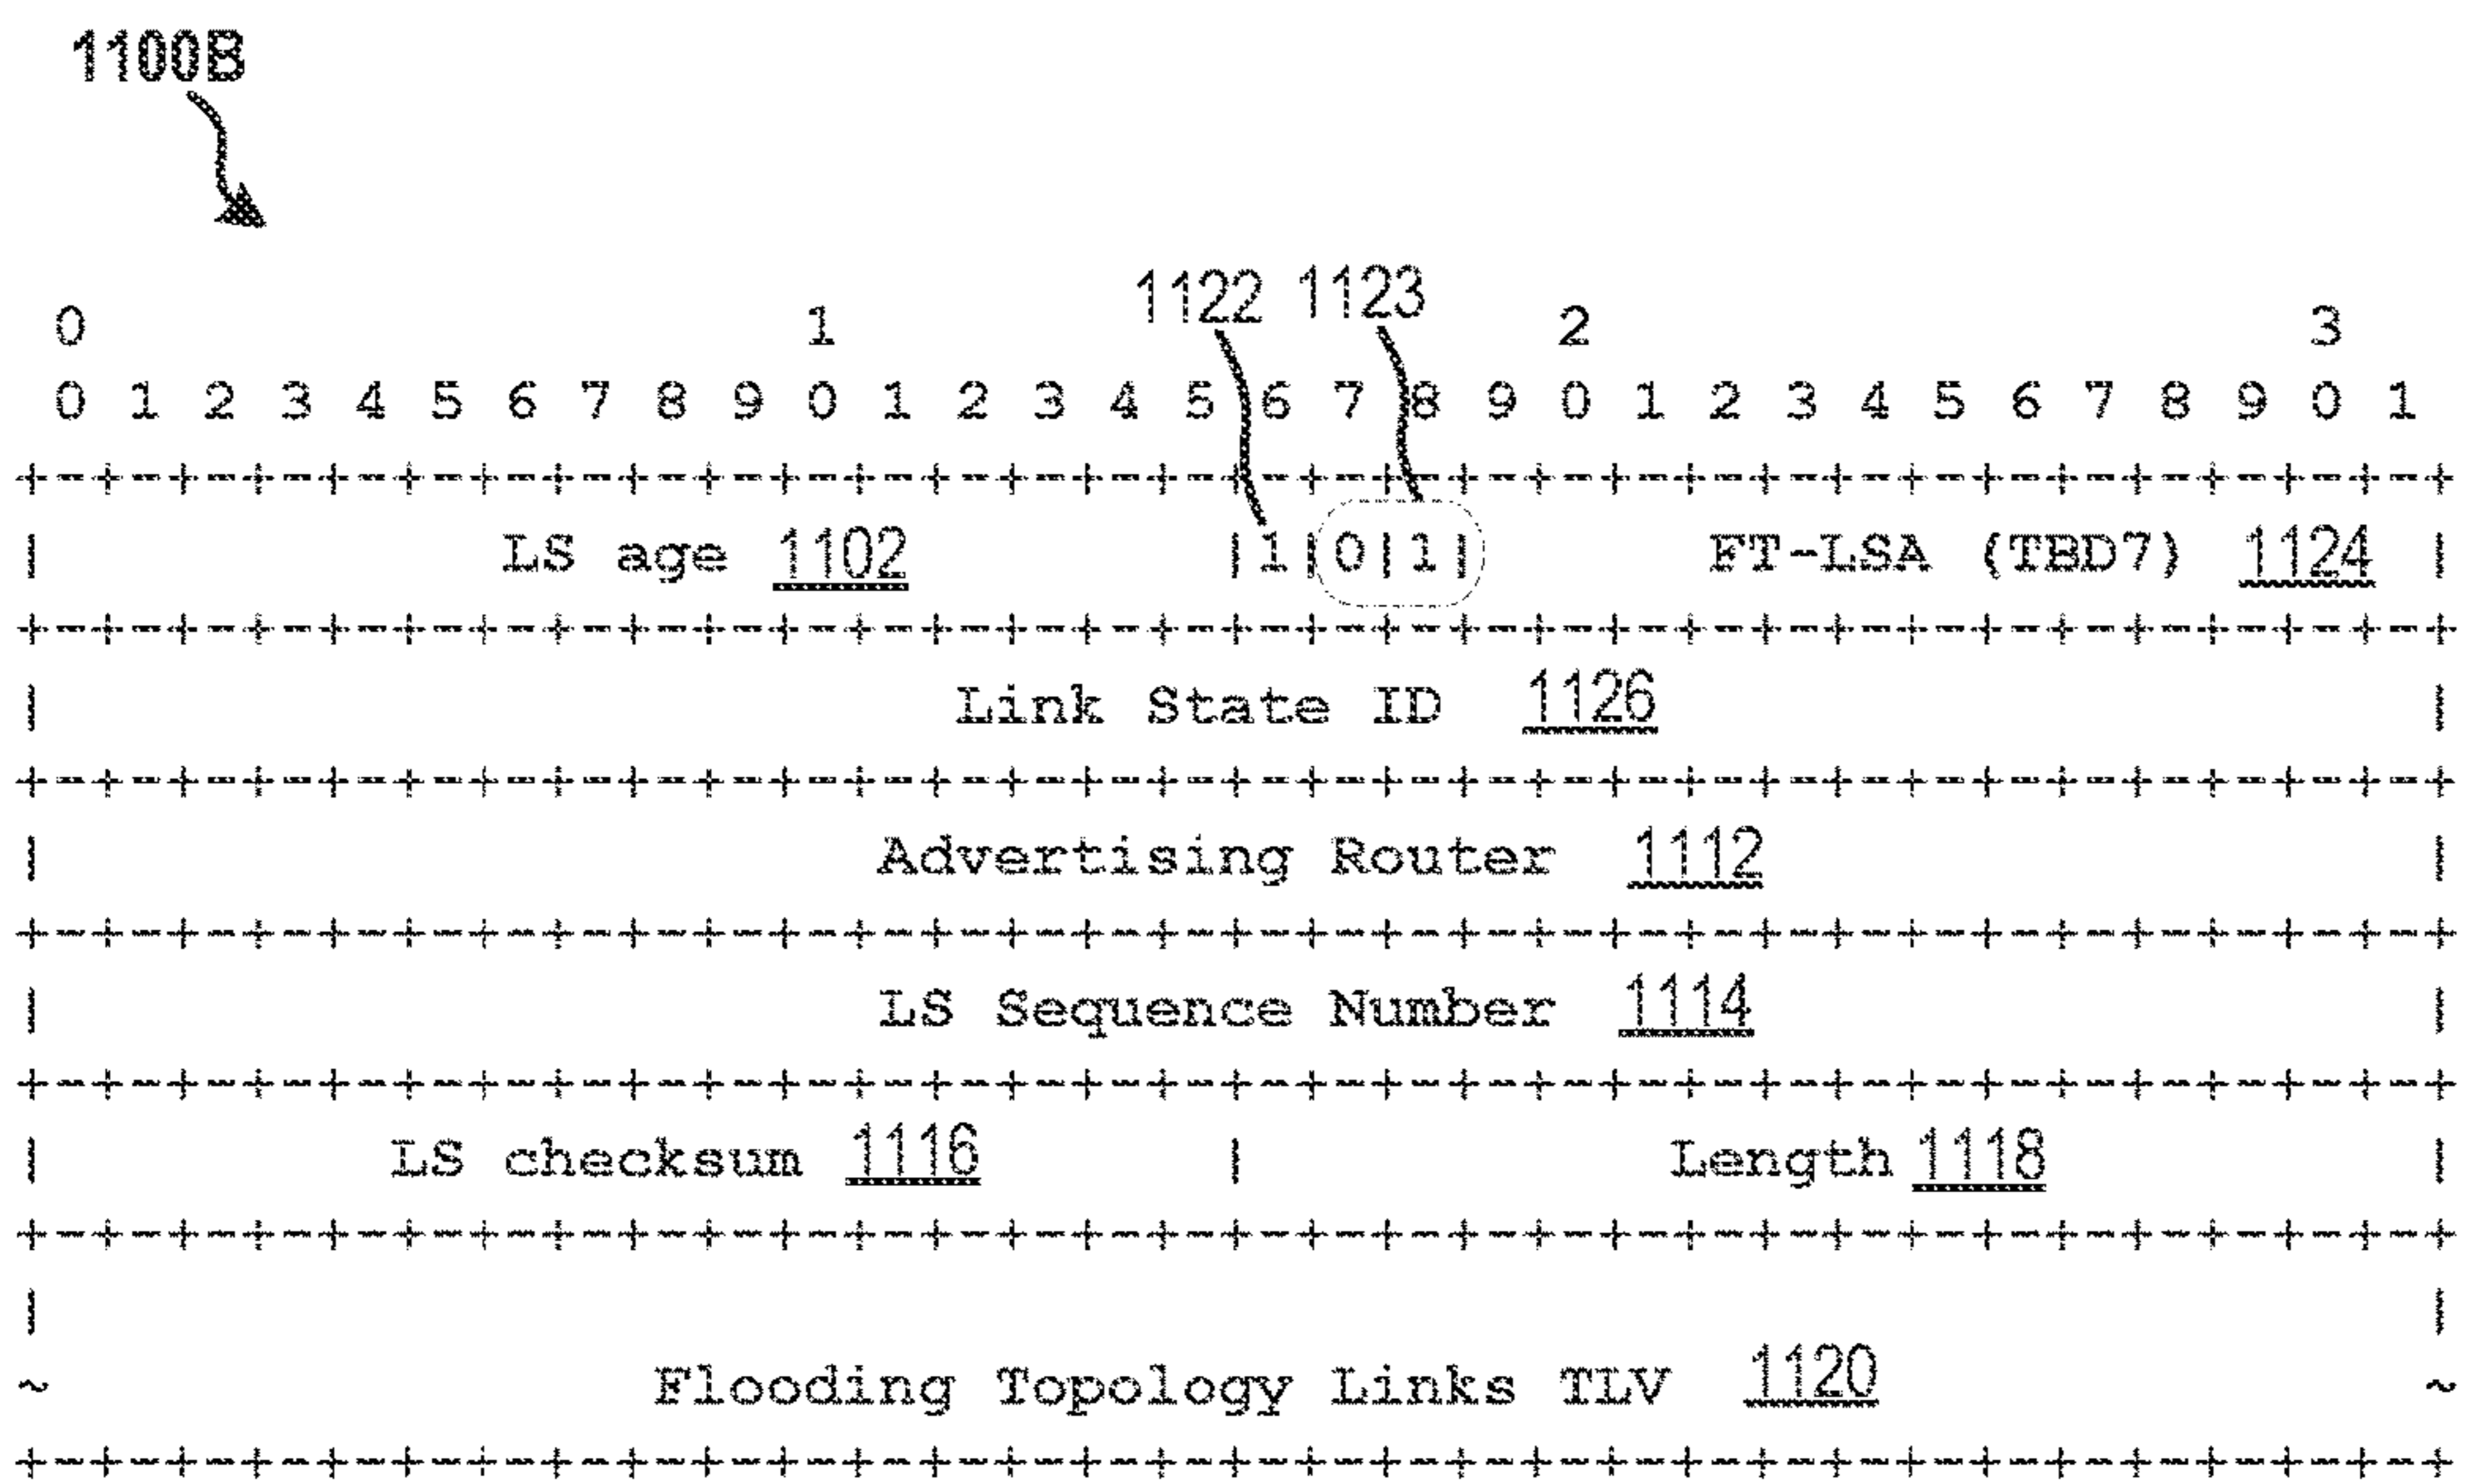 1100B
1122 1123
0 1 2 3
0 1 2 3 4 5 6 7 8 9 0 1 2 3 4 5 6 7 8 9 0 1 2 3 4 5 6 7 8 9 0 1
+-+-+-+-+-+-+-+-+-+-+-+-+-+-+-+-+-+-+-+-+-+-+-+-+-+-+-+-+-+-+-+-+
| LS age 1102 |1|0|1| FT-LSA (TBD7) 1124 |
+-+-+-+-+-+-+-+-+-+-+-+-+-+-+-+-+-+-+-+-+-+-+-+-+-+-+-+-+-+-+-+-+
| Link State ID 1126 |
+-+-+-+-+-+-+-+-+-+-+-+-+-+-+-+-+-+-+-+-+-+-+-+-+-+-+-+-+-+-+-+-+
| Advertising Router 1112 |
+-+-+-+-+-+-+-+-+-+-+-+-+-+-+-+-+-+-+-+-+-+-+-+-+-+-+-+-+-+-+-+-+
| LS Sequence Number 1114 |
+-+-+-+-+-+-+-+-+-+-+-+-+-+-+-+-+-+-+-+-+-+-+-+-+-+-+-+-+-+-+-+-+
| LS checksum 1116 | Length 1118 |
+-+-+-+-+-+-+-+-+-+-+-+-+-+-+-+-+-+-+-+-+-+-+-+-+-+-+-+-+-+-+-+-+
| |
~ Flooding Topology Links TLV 1120 ~
+-+-+-+-+-+-+-+-+-+-+-+-+-+-+-+-+-+-+-+-+-+-+-+-+-+-+-+-+-+-+-+-+